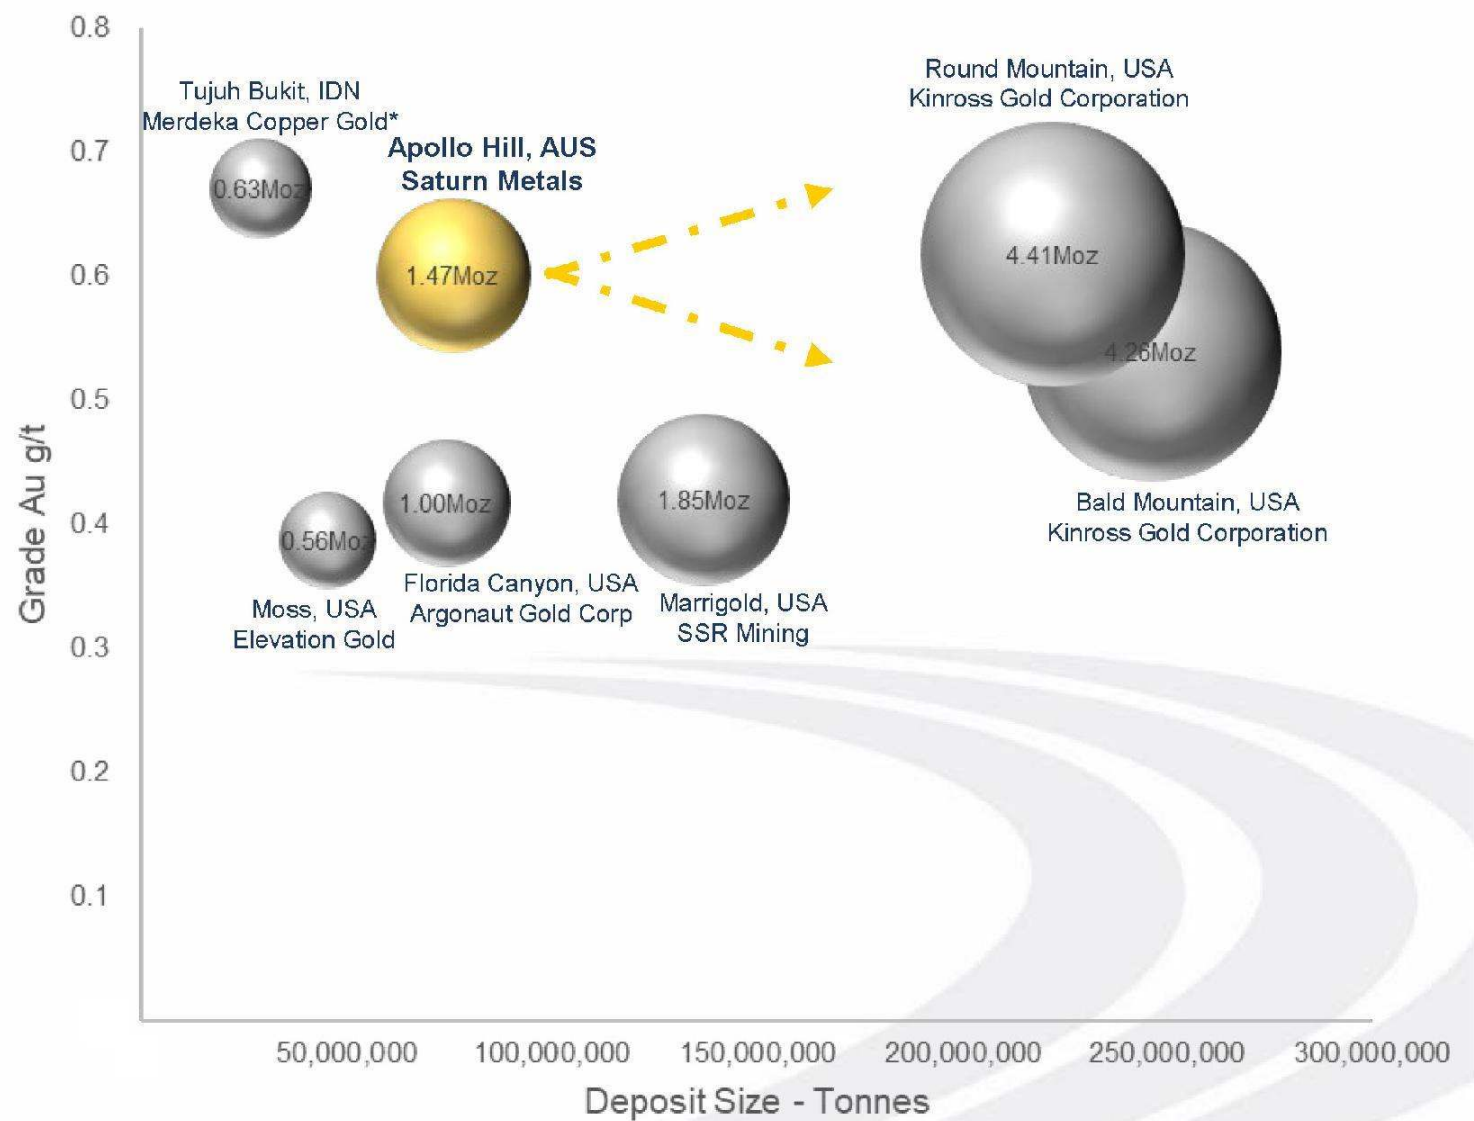 0.8
0.7
0.6
0.5
0.4
0.3
0.2
0.1
Grade Au g/t
Tujuh Bukit, IDN
Merdeka Copper Gold*
0.63Moz
Apollo Hill, AUS
Saturn Metals
1.47Moz
Round Mountain, USA
Kinross Gold Corporation
4.41Moz
4.26Moz
Bald Mountain, USA
Kinross Gold Corporation
0.56Moz
Moss, USA
Elevation Gold
1.00Moz
Florida Canyon, USA
Argonaut Gold Corp
1.85Moz
Marrigold, USA
SSR Mining
50,000,000
100,000,000
150,000,000
200,000,000
250,000,000
300,000,000
Deposit Size - Tonnes